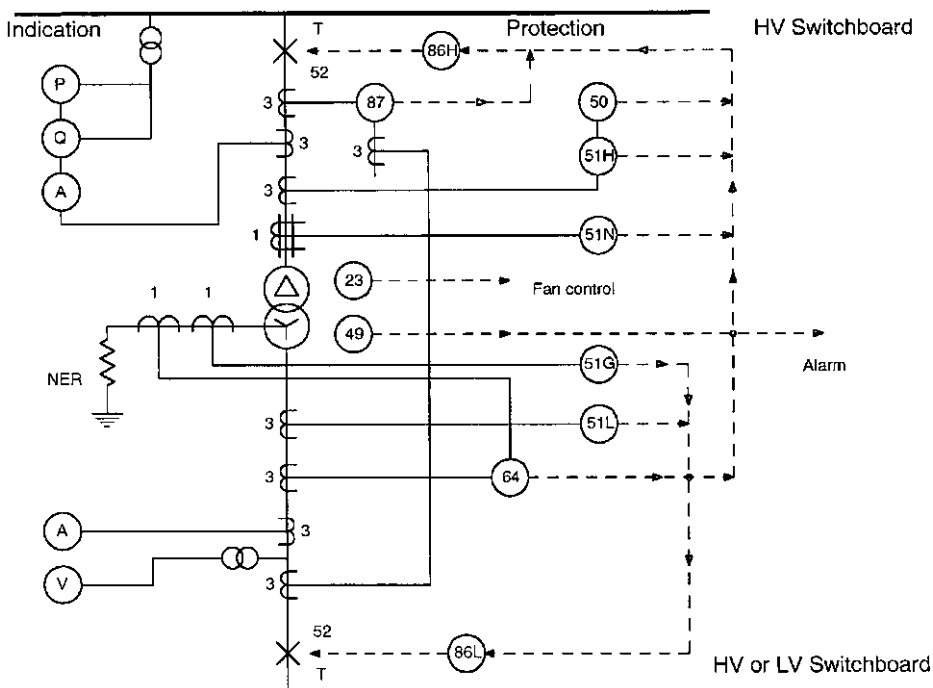 Indication
T
Protection
HV Switchboard
86H
52
P
3
87
50
Q
3
3
51H
A
3
1
51N
23
Fan control
1
1
49
Alarm
NER
51G
3
51L
3
64
A
3
V
3
52
86L
T
HV or LV Switchboard